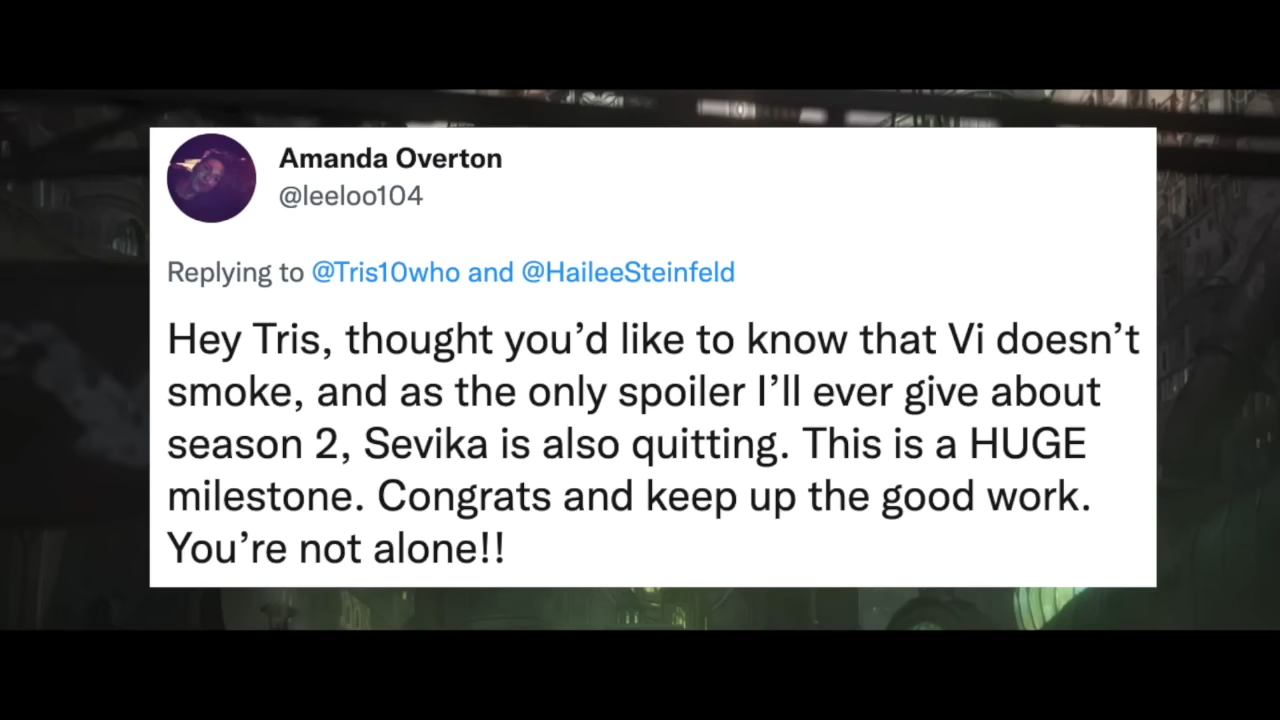 Amanda Overton
@leeloo104
Replying to @Tris10who and @HaileeSteinfeld
Hey Tris, thought you’d like to know that Vi doesn’t
smoke, and as the only spoiler I’ll ever give about
season 2, Sevika is also quitting. This is a HUGE
milestone. Congrats and keep up the good work.
You’re not alone!!